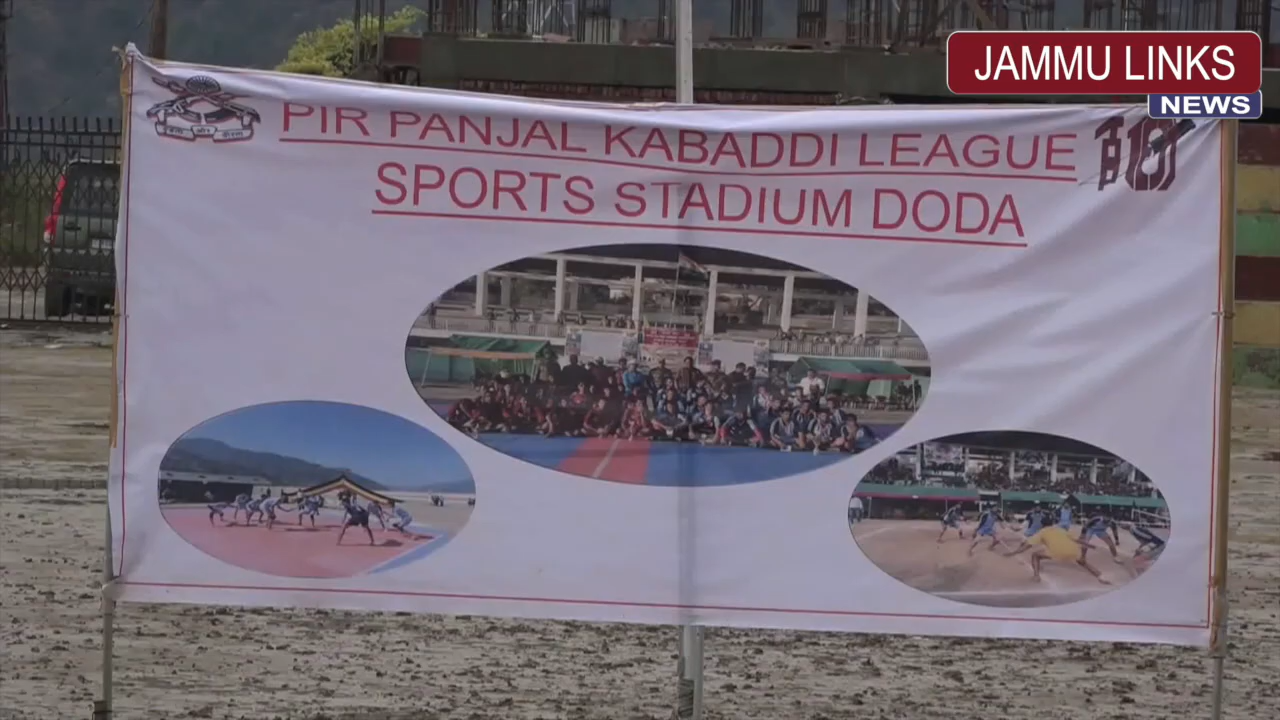 JAMMU LINKS
NEWS
PIR PANJAL KABADDI LEAGUE
SPORTS STADIUM DODA